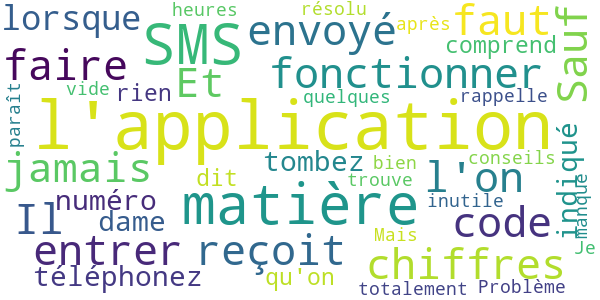 lorsque heures résolu après faut Sauf
SMS envoyé comprend
faire Et fonctionner
paraît vide rien quelques rappelle
l'application
jamais tombez bien conseils indiqué
dit trouve l'on manque
numéro matière inutile
Il dame Mais code
entrer reçoit chiffres Je
téléphonez qu'on totalement Problème